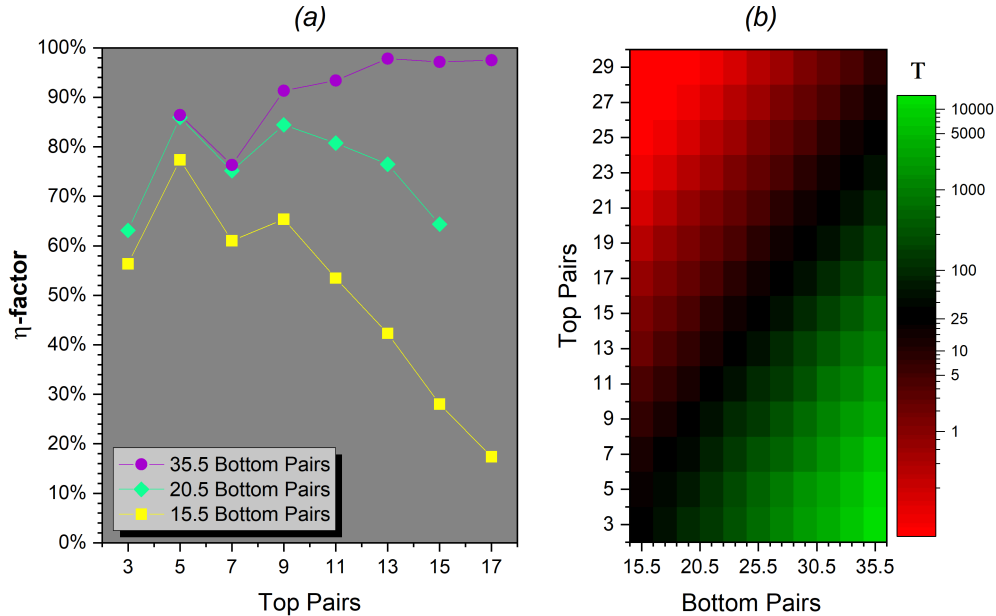 (a)
100%
90%
80%
70%
60%
50%
40%
30%
20%
10%
0%
η-factor
35.5 Bottom Pairs
20.5 Bottom Pairs
15.5 Bottom Pairs
3 5 7 9 11 13 15 17
Top Pairs
(b)
29
27
25
23
21
19
17
15
13
11
9
7
5
3
Top Pairs
15.5 20.5 25.5 30.5 35.5
Bottom Pairs
T
10000
5000
1000
100
25
10
5
1